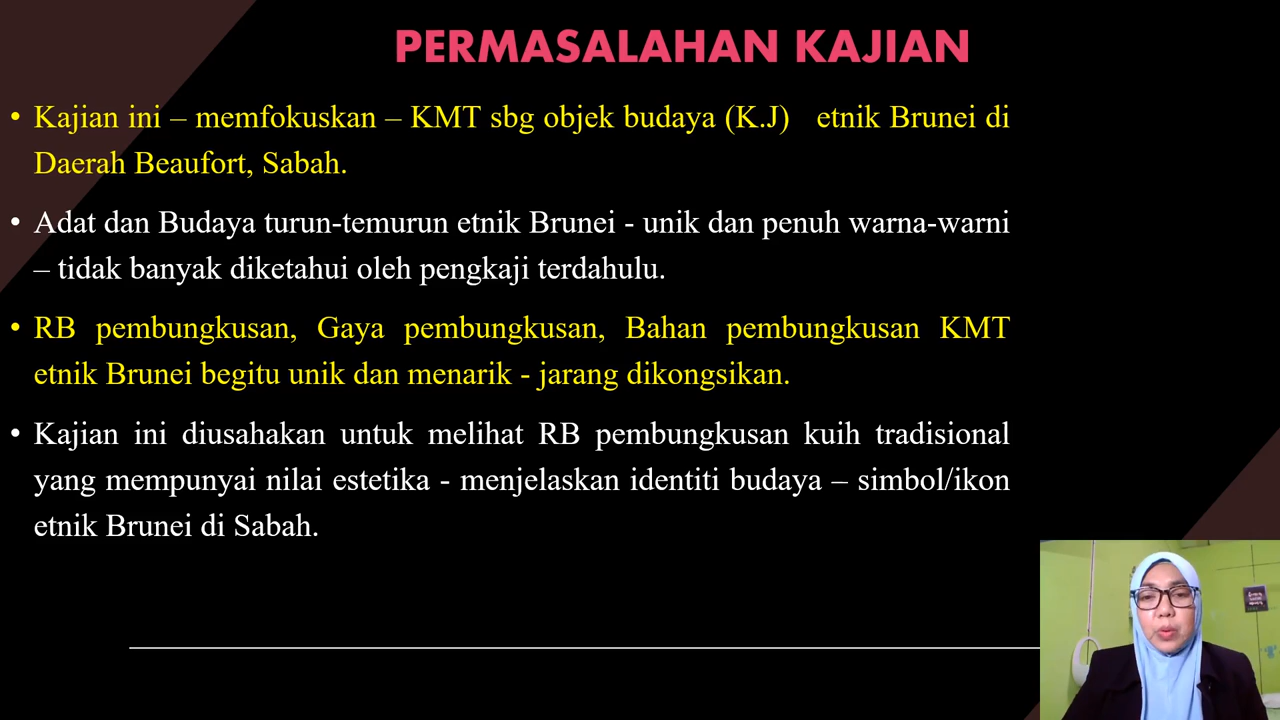 PERMASALAHAN KAJIAN
• Kajian ini – memfokuskan – KMT sbg objek budaya (K.J) etnik Brunei di
Daerah Beaufort, Sabah.
• Adat dan Budaya turun-temurun etnik Brunei - unik dan penuh warna-warni
– tidak banyak diketahui oleh pengkaji terdahulu.
• RB pembungkusan, Gaya pembungkusan, Bahan pembungkusan KMT
etnik Brunei begitu unik dan menarik - jarang dikongsikan.
• Kajian ini diusahakan untuk melihat RB pembungkusan kuih tradisional
yang mempunyai nilai estetika - menjelaskan identiti budaya – simbol/ikon
etnik Brunei di Sabah.